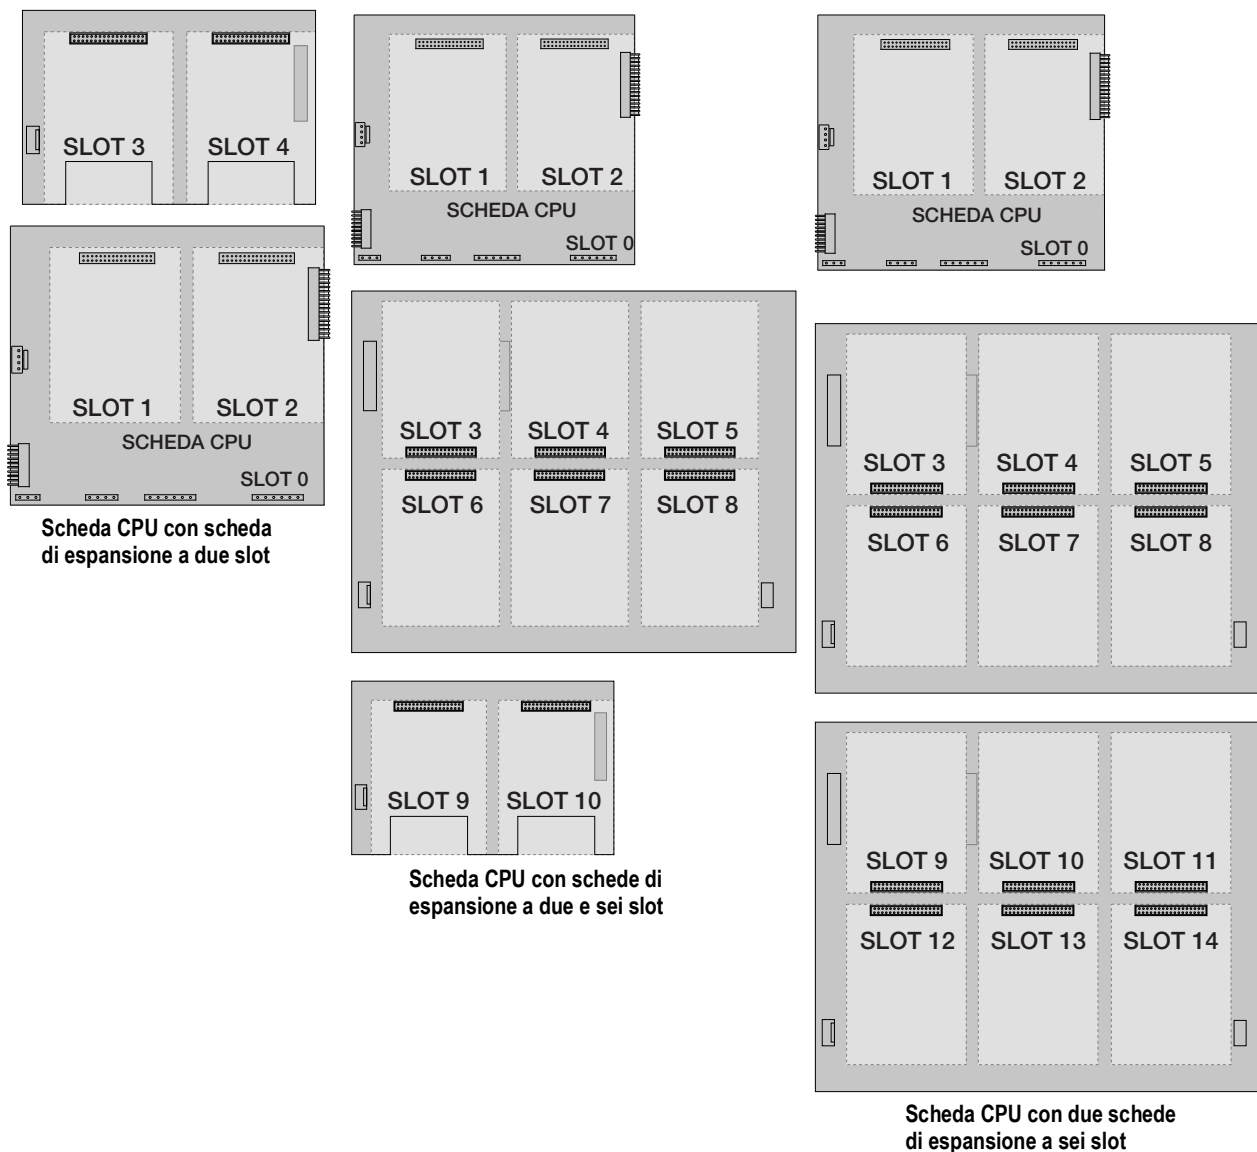 SLOT 3
SLOT 4
SLOT 1
SLOT 2
SCHEDA CPU
SLOT 0
Scheda CPU con scheda
di espansione a due slot
SLOT 1
SLOT 2
SCHEDA CPU
SLOT 0
SLOT 3
SLOT 4
SLOT 5
SLOT 6
SLOT 7
SLOT 8
SLOT 9
SLOT 10
Scheda CPU con schede di
espansione a due e sei slot
SLOT 1
SLOT 2
SCHEDA CPU
SLOT 0
SLOT 3
SLOT 4
SLOT 5
SLOT 6
SLOT 7
SLOT 8
SLOT 9
SLOT 10
SLOT 11
SLOT 12
SLOT 13
SLOT 14
Scheda CPU con due schede
di espansione a sei slot